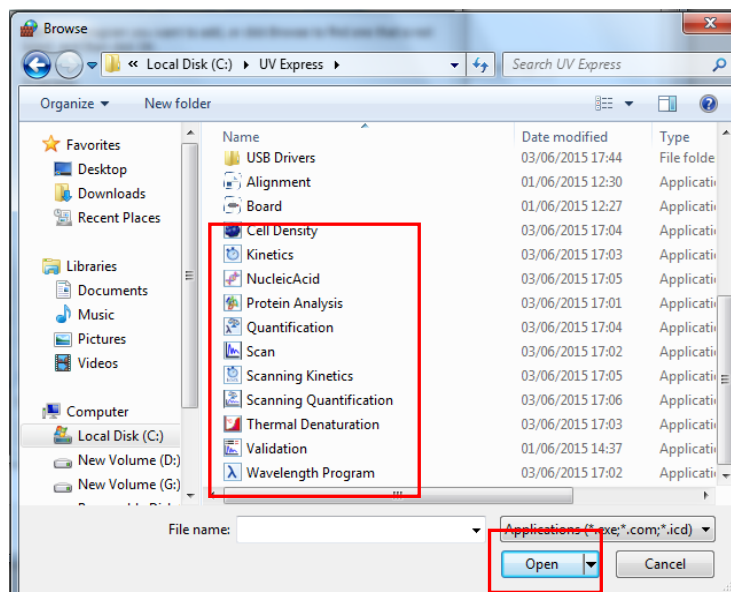 Browse
« Local Disk (C:) ▸ UV Express ▸ Search UV Express
Organize ▾ New folder
Name Date modified Type
USB Drivers 03/06/2015 17:44 File folde
Alignment 01/06/2015 12:30 Applicati
Board 01/06/2015 12:27 Applicati
Cell Density 03/06/2015 17:04 Applicati
Kinetics 03/06/2015 17:03 Applicati
NucleicAcid 03/06/2015 17:05 Applicati
Protein Analysis 03/06/2015 17:01 Applicati
Quantification 03/06/2015 17:04 Applicati
Scan 03/06/2015 17:02 Applicati
Scanning Kinetics 03/06/2015 17:05 Applicati
Scanning Quantification 03/06/2015 17:06 Applicati
Thermal Denaturation 03/06/2015 17:03 Applicati
Validation 01/06/2015 14:37 Applicati
Wavelength Program 03/06/2015 17:02 Applicati
Favorites
Desktop
Downloads
Recent Places
Libraries
Documents
Music
Pictures
Videos
Computer
Local Disk (C:)
New Volume (D:)
New Volume (G:)
File name: Applications (*.exe;*.com;*.icd)
Open Cancel